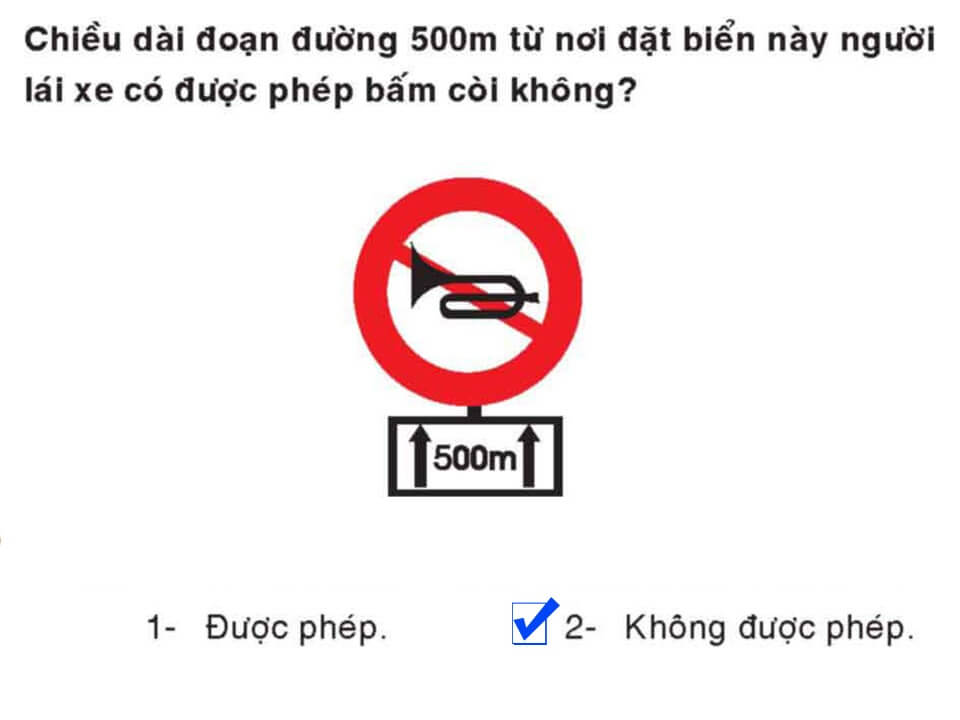 Chiều dài đoạn đường 500m từ nơi đặt biển này người
lái xe có được phép bấm còi không?
500m
1- Được phép. 2- Không được phép.